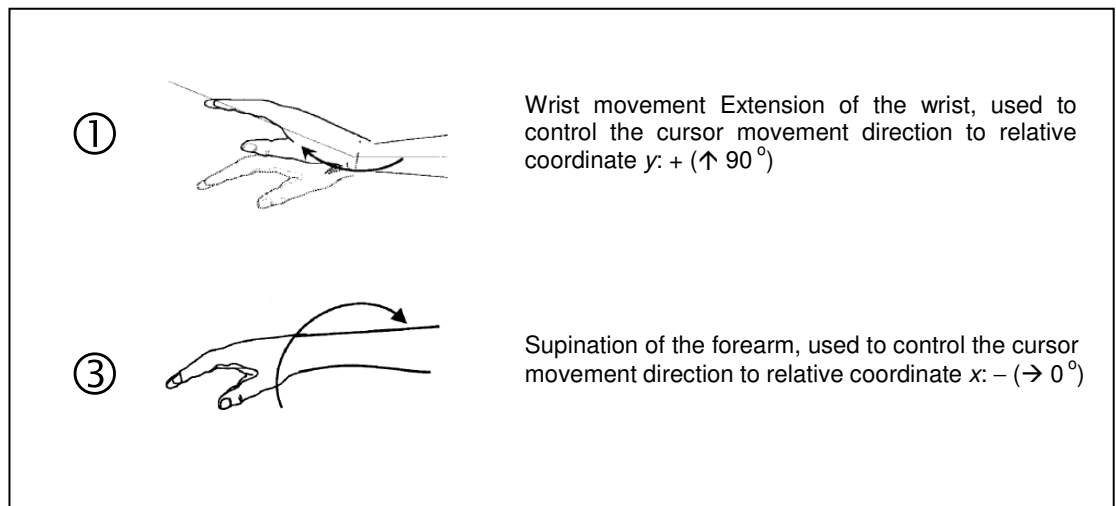 ①
Wrist movement Extension of the wrist, used to
control the cursor movement direction to relative
coordinate y: + (↑ 90 º)
③
Supination of the forearm, used to control the cursor
movement direction to relative coordinate x: – (→ 0 º)